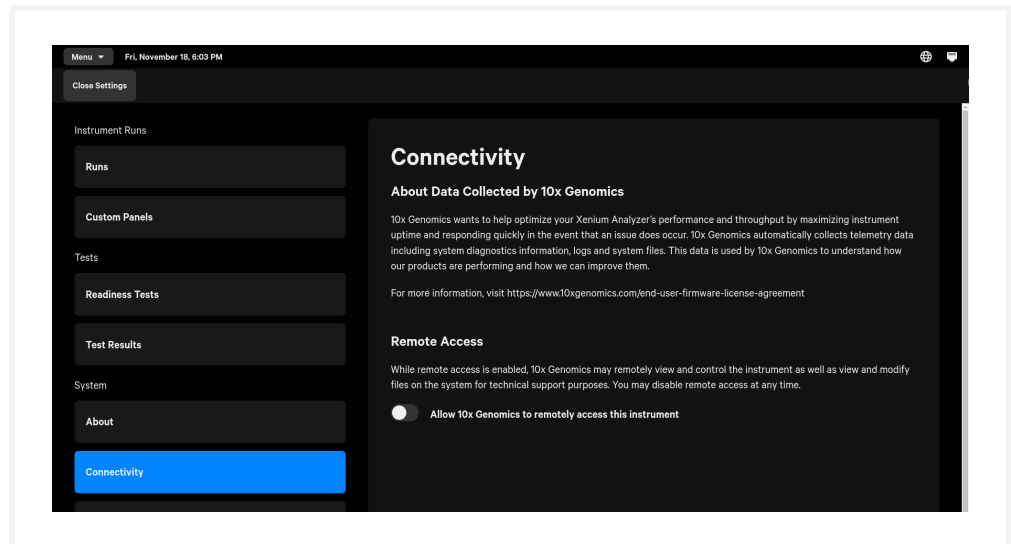 Menu
Fri, November 18, 6:03 PM
Close Settings
Instrument Runs
Runs
Custom Panels
Tests
Readiness Tests
Test Results
System
About
Connectivity
Connectivity
About Data Collected by 10x Genomics
10x Genomics wants to help optimize your Xenium Analyzer's performance and throughput by maximizing instrument
uptime and responding quickly in the event that an issue does occur. 10x Genomics automatically collects telemetry data
including system diagnostics information, logs and system files. This data is used by 10x Genomics to understand how
our products are performing and how we can improve them.
For more information, visit https://www.10xgenomics.com/end-user-firmware-license-agreement
Remote Access
While remote access is enabled, 10x Genomics may remotely view and control the instrument as well as view and modify
files on the system for technical support purposes. You may disable remote access at any time.
Allow 10x Genomics to remotely access this instrument